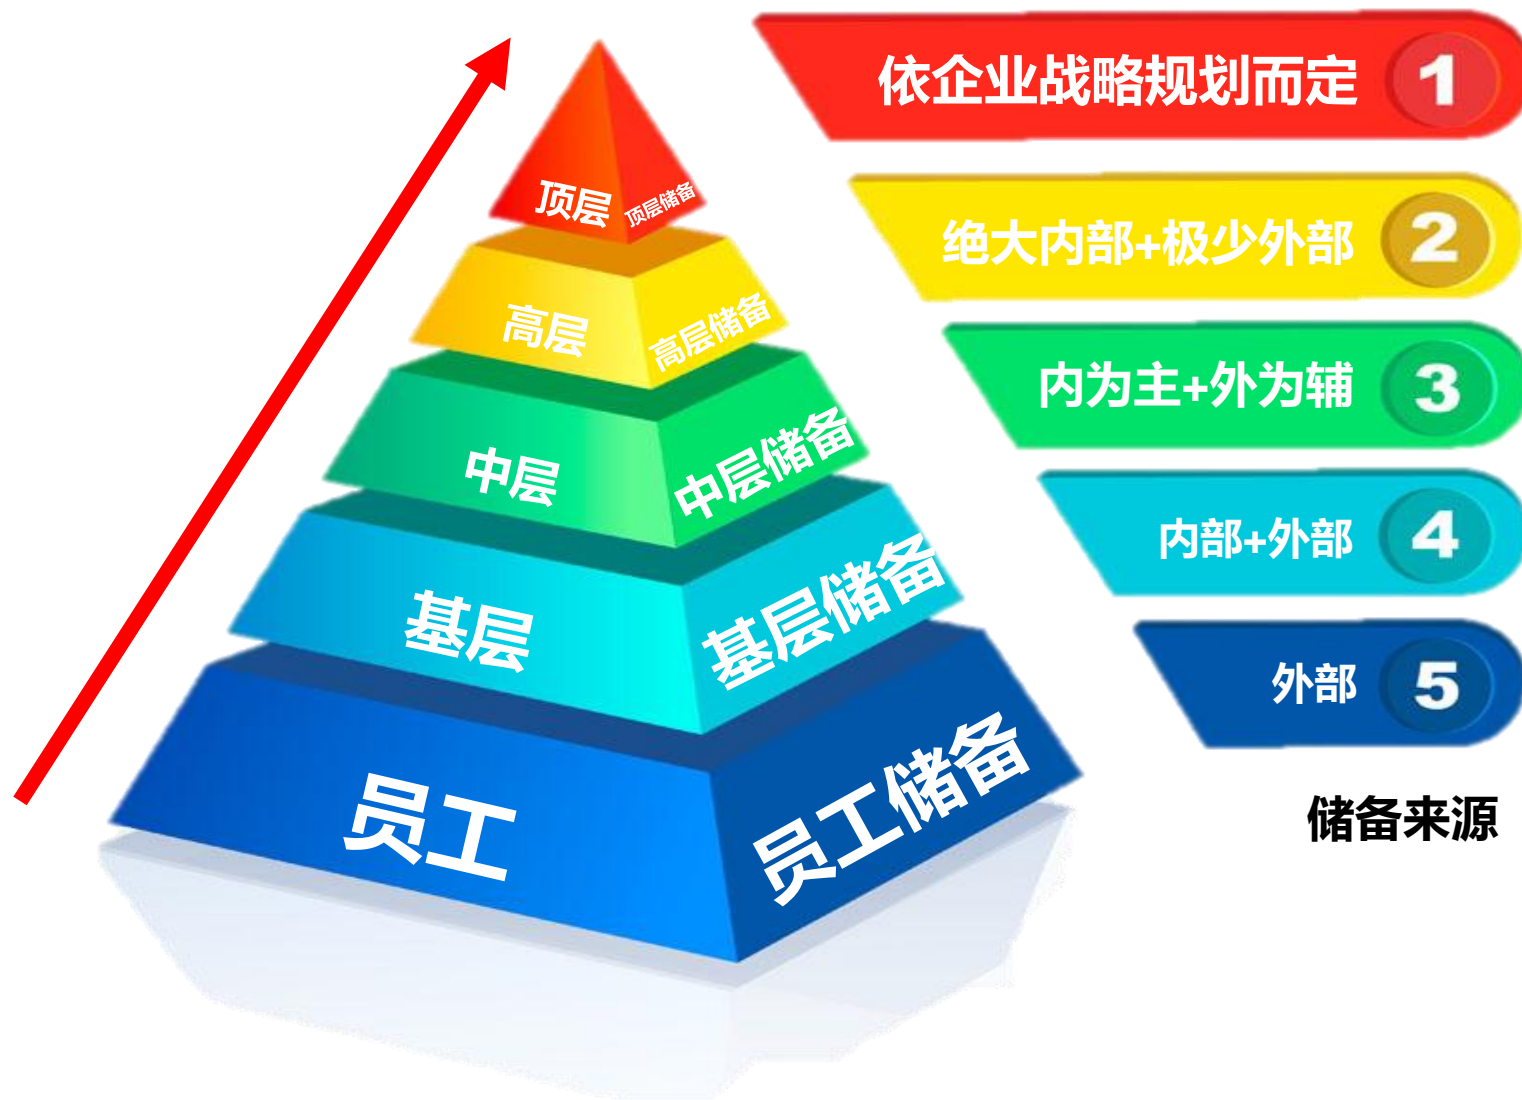 依企业战略规划而定 1
顶层 顶层储备
绝大内部+极少外部 2
高层 高层储备
内为主+外为辅 3
中层 中层储备
内部+外部 4
基层 基层储备
外部 5
员工 员工储备
储备来源